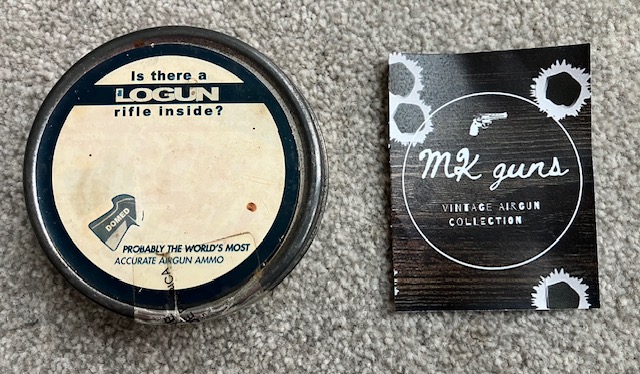 Is there a
LOGUN
rifle inside?
DOMED
PROBABLY THE WORLD'S MOST
ACCURATE AIRGUN AMMO
MK guns
VINTAGE AIRGUN
COLLECTION